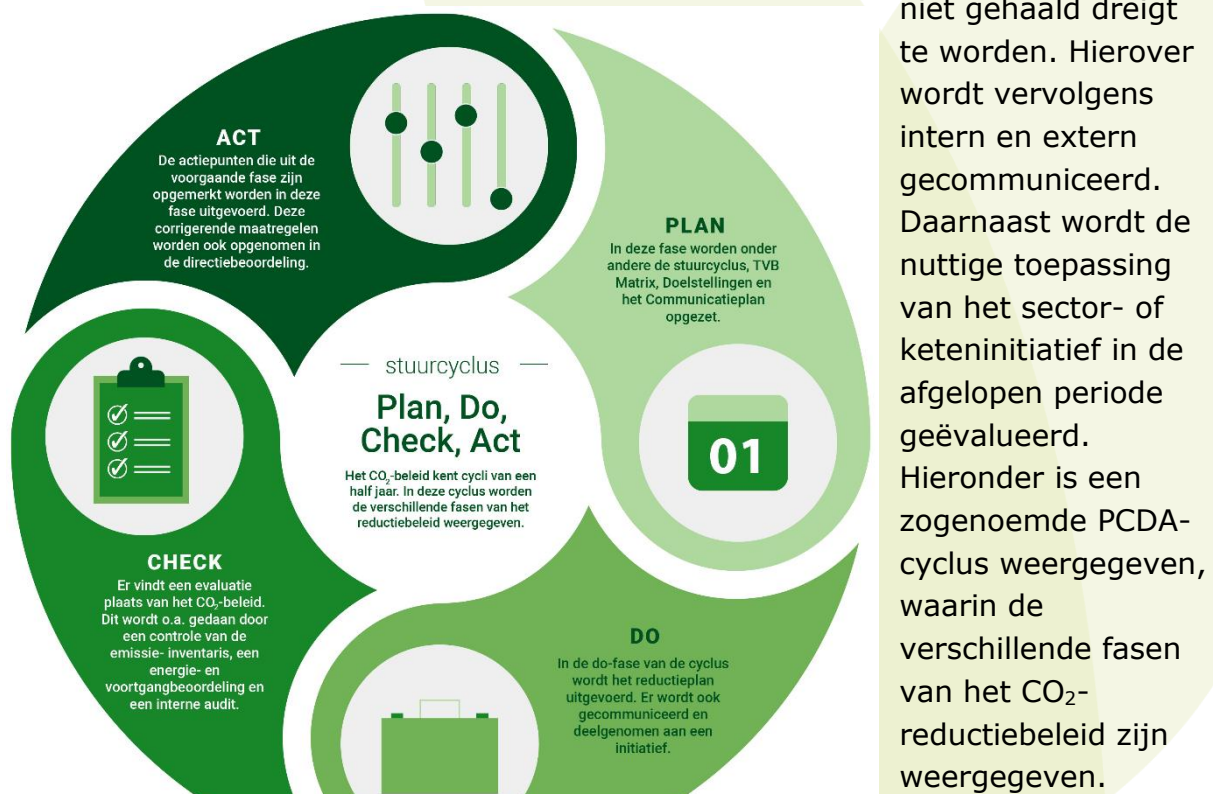 ACT
De actiepunten die uit de
voorgaande fase zijn
opgemerkt worden in deze
fase uitgevoerd. Deze
corrigerende maatregelen
worden ook opgenomen in
de directiebeoordeling.
PLAN
In deze fase worden onder
andere de stuurcyclus, TVB
Matrix, Doelstellingen en
het Communicatieplan
opgezet.
01
stuurcyclus
Plan, Do,
Check, Act
Het CO₂-beleid kent cycli van een
half jaar. In deze cyclus worden
de verschillende fasen van het
reductiebeleid weergegeven.
CHECK
Er vindt een evaluatie
plaats van het CO₂-beleid.
Dit wordt o.a. gedaan door
een controle van de
emissie- inventaris, een
energie- en
voortgangbeoordeling en
een interne audit.
DO
In de do-fase van de cyclus
wordt het reductieplan
uitgevoerd. Er wordt ook
gecommuniceerd en
deelgenomen aan een
initiatief.
niet gehaald dreigt
te worden. Hierover
wordt vervolgens
intern en extern
gecommuniceerd.
Daarnaast wordt de
nuttige toepassing
van het sector- of
keteninitiatief in de
afgelopen periode
geëvalueerd.
Hieronder is een
zogenoemde PCDA-
cyclus weergegeven,
waarin de
verschillende fasen
van het CO₂-
reductiebeleid zijn
weergegeven.